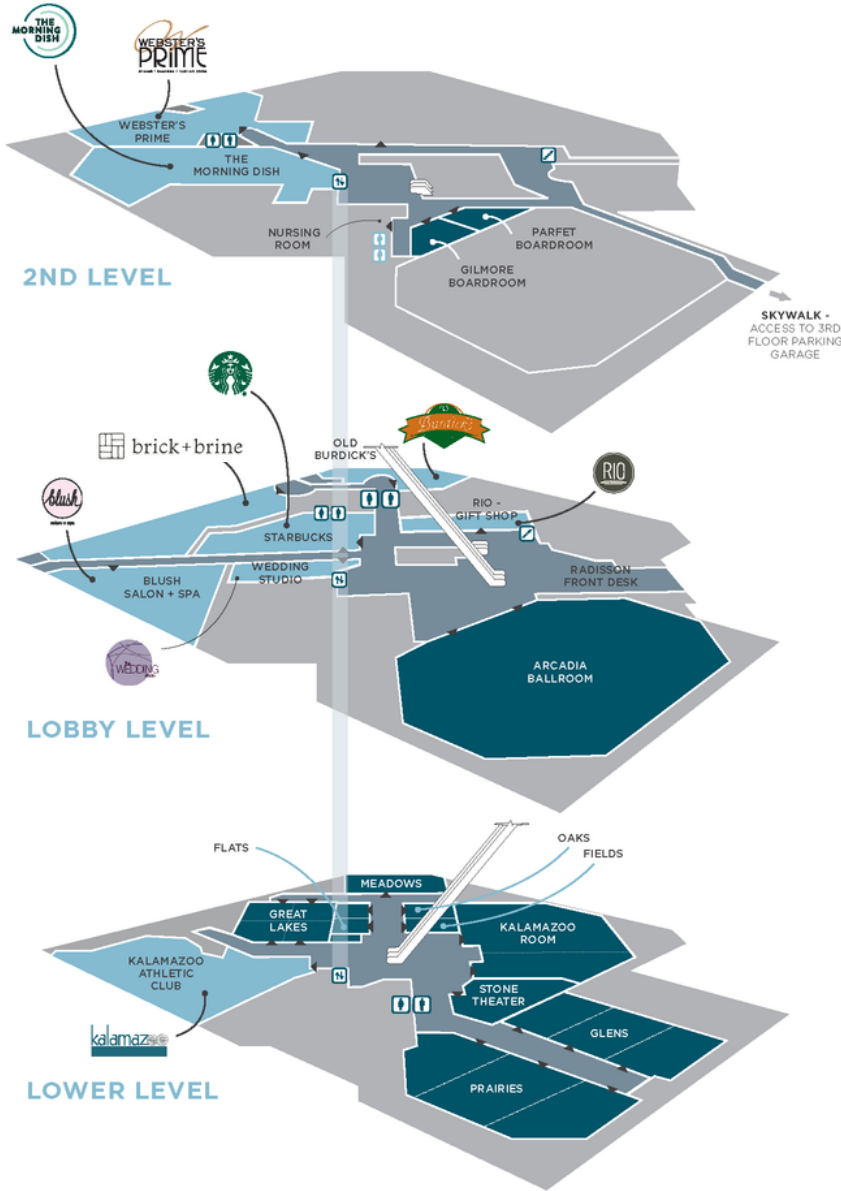 THE
MORNING
DISH
WEBSTER'S
PRIME
WEBSTER'S
PRIME
THE
MORNING DISH
NURSING
ROOM
PARFET
BOARDROOM
GILMORE
BOARDROOM
2ND LEVEL
SKYWALK -
ACCESS TO 3RD
FLOOR PARKING
GARAGE
brick+brine
OLD
BURDICK'S
Burdick's
RIO
blush
RIO -
GIFT SHOP
STARBUCKS
WEDDING
STUDIO
BLUSH
SALON + SPA
RADISSON
FRONT DESK
WEDDING
ARCADIA
BALLROOM
LOBBY LEVEL
FLATS
OAKS
FIELDS
MEADOWS
GREAT
LAKES
KALAMAZOO
ROOM
KALAMAZOO
ATHLETIC
CLUB
STONE
THEATER
GLENS
kalamazoo
PRAIRIES
LOWER LEVEL